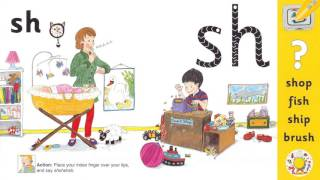 sh
sh
?
shop
fish
ship
brush
Action: Place your index finger over your lips,
and say shshshsh.